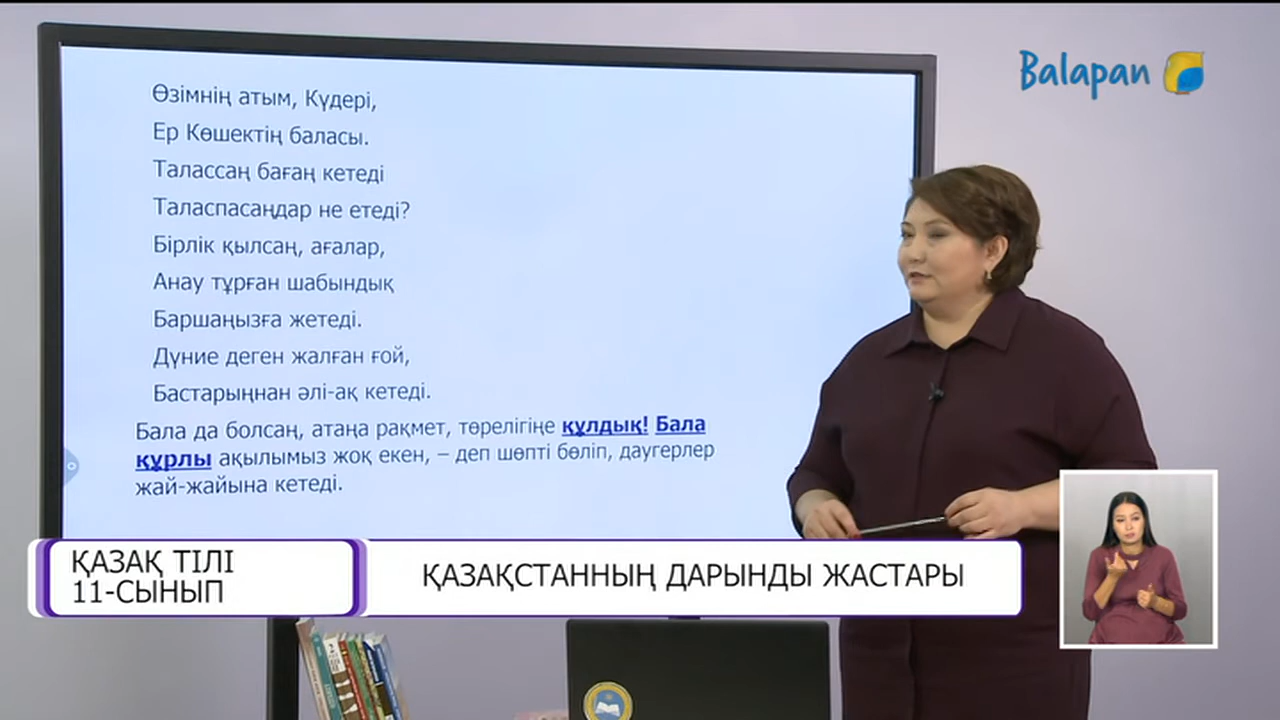 Balapan
Өзімнің атым, Күдері,
Ер Көшектің баласы.
Талассаң бағаң кетеді
Таласпасаңдар не етеді?
Бірлік қылсаң, ағалар,
Анау тұрған шабындық
Баршаңызға жетеді.
Дүние деген жалған ғой,
Бастарыңнан әлі-ақ кетеді.
Бала да болсаң, атаңа рақмет, төрелігіңе құлдық! Бала
құрлы ақылымыз жоқ екен, – деп шөпті бөліп, даугерлер
жай-жайына кетеді.
ҚАЗАҚ ТІЛІ
11-СЫНЫП
ҚАЗАҚСТАННЫҢ ДАРЫНДЫ ЖАСТАРЫ